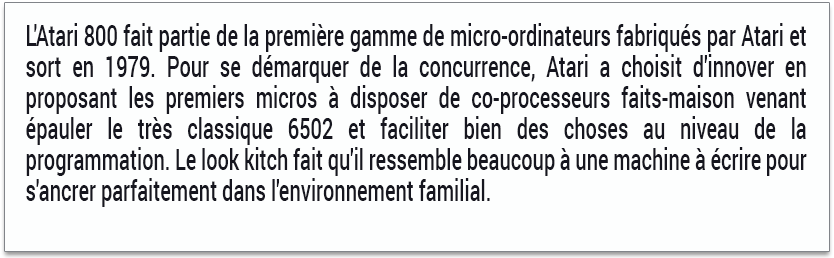 L'Atari 800 fait partie de la première gamme de micro-ordinateurs fabriqués par Atari et
sort en 1979. Pour se démarquer de la concurrence, Atari a choisit d'innover en
proposant les premiers micros à disposer de co-processeurs faits-maison venant
épauler le très classique 6502 et faciliter bien des choses au niveau de la
programmation. Le look kitch fait qu'il ressemble beaucoup à une machine à écrire pour
s'ancrer parfaitement dans l'environnement familial.